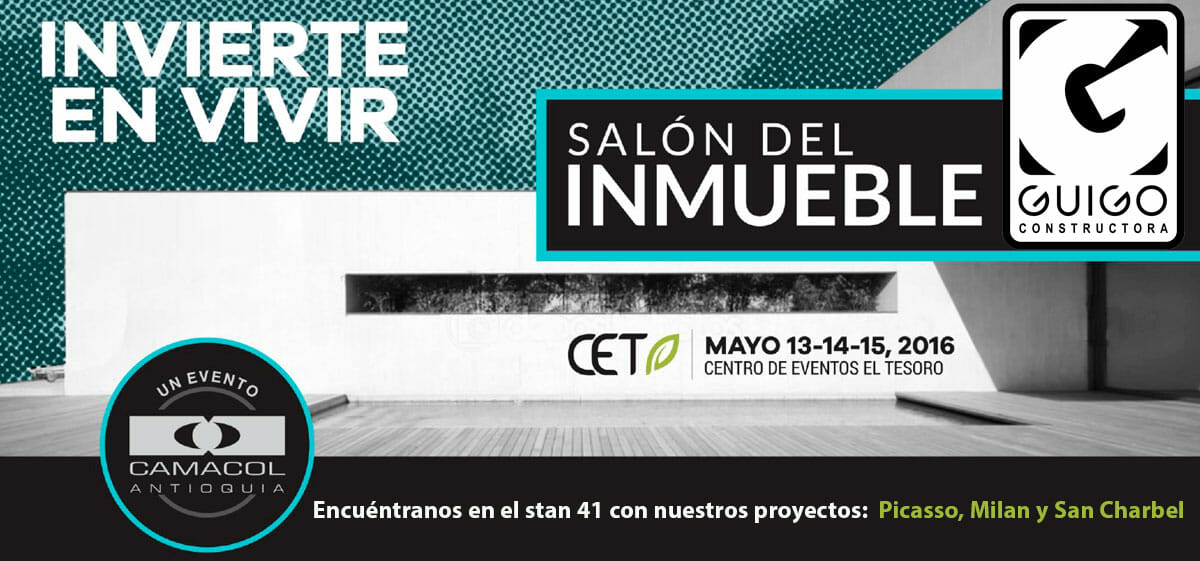 INVIERTE
EN VIVIR
SALÓN DEL
INMUEBLE
GUIGO
CONSTRUCTORA
CET
MAYO 13-14-15, 2016
CENTRO DE EVENTOS EL TESORO
UN EVENTO
CAMACOL
ANTIOQUIA
Encuéntranos en el stan 41 con nuestros proyectos: Picasso, Milan y San Charbel